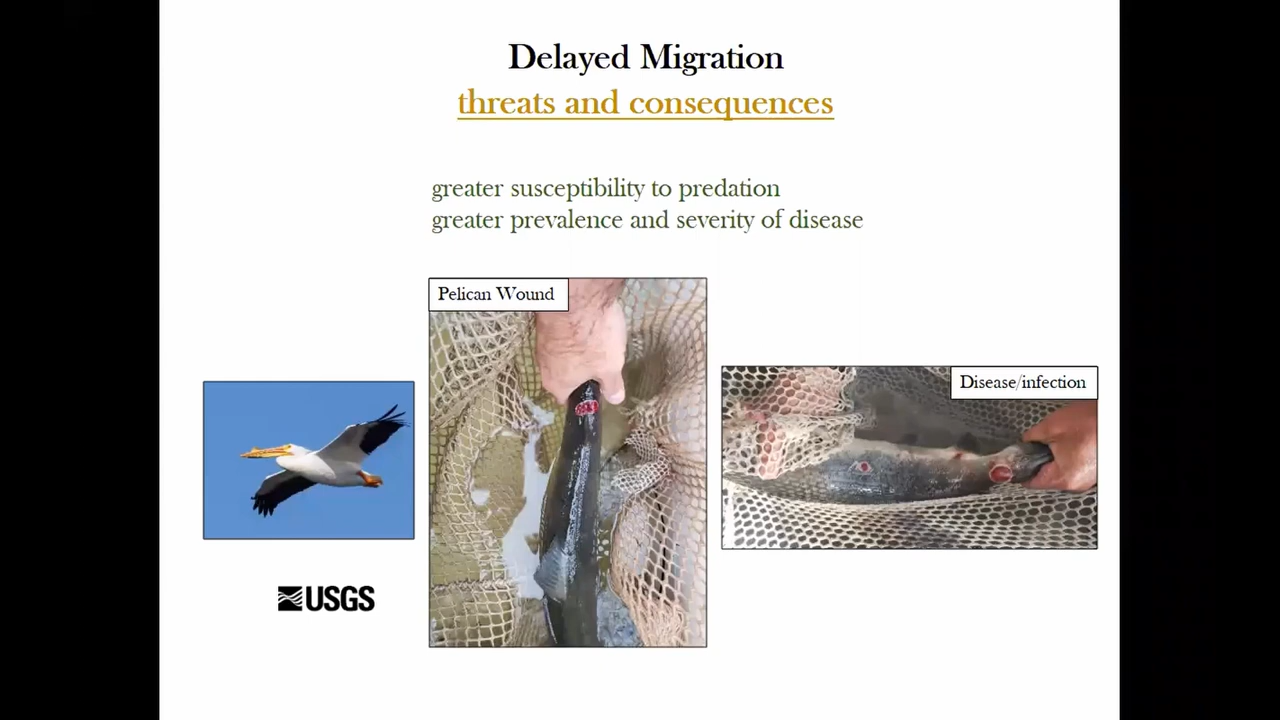 Delayed Migration
threats and consequences
greater susceptibility to predation
greater prevalence and severity of disease
Pelican Wound
Disease/infection
USGS